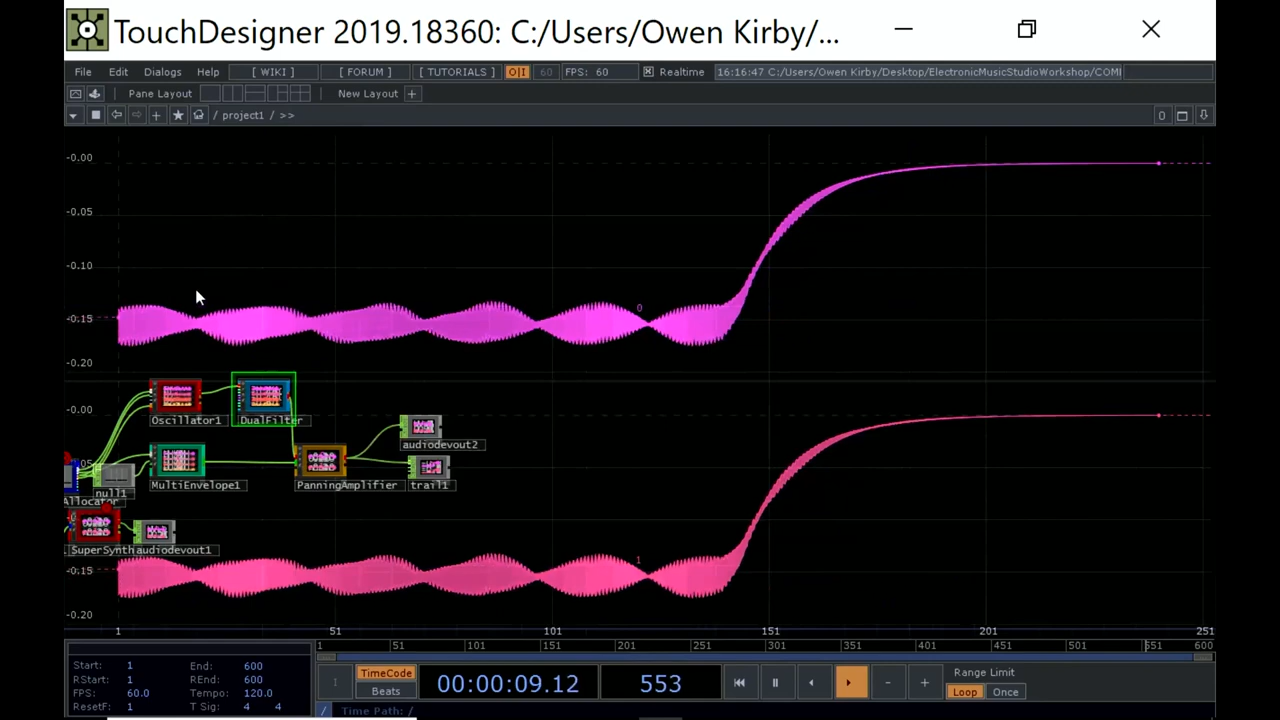 TouchDesigner 2019.18360: C:/Users/Owen Kirby/...
File Edit Dialogs Help [ WIKI ] [ FORUM ] [ TUTORIALS ] O|I 60 FPS: 60 Realtime 16:16:47 C:/Users/Owen Kirby/Desktop/ElectronicMusicStudioWorkshop/COM
Pane Layout New Layout +
/ project1 / >> 0
-0.00
-0.05
-0.10
0
-0.15
-0.20
-0.00
Oscillator1 DualFilter
audiodevout2
MultiEnvelope1 PanningAmplifier trail1
null1
Allocator
SuperSynth audiodevout1
1
-0.15
-0.20
1 51 101 151 201 251
1 51 101 151 201 251 301 351 401 451 501 551 600
Start: 1 End: 600
RStart: 1 REnd: 600
FPS: 60.0 Tempo: 120.0
ResetF: 1 T Sig: 4 4
TimeCode
Beats
00:00:09.12 553
Range Limit
Loop Once
/ Time Path: /